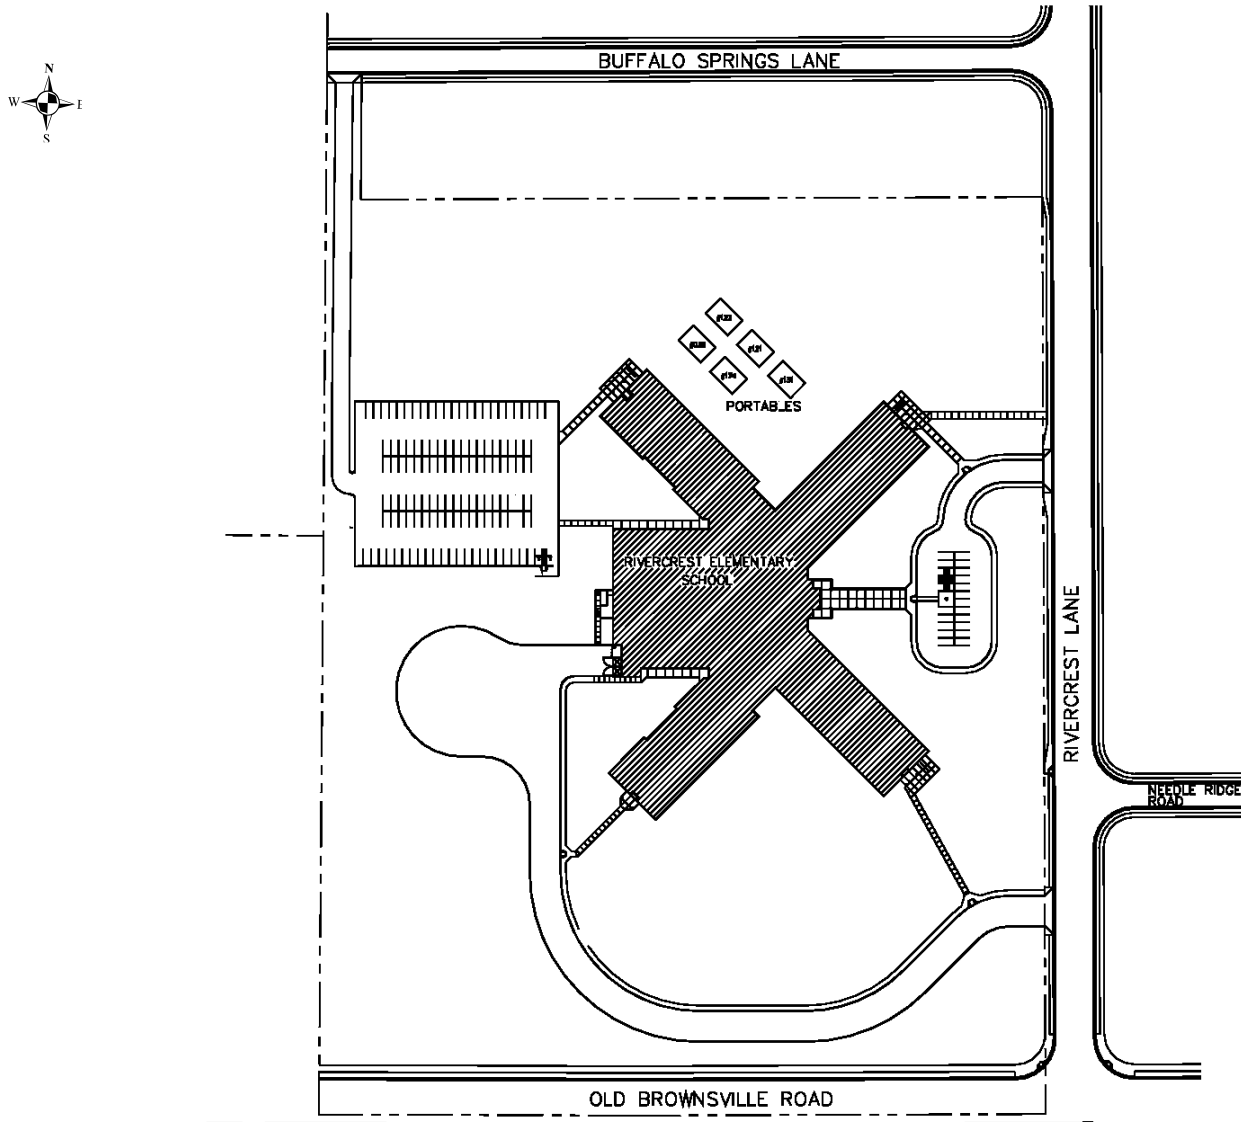 BUFFALO SPRINGS LANE
N
W
E
S
PORTABLES
RIVERCREST ELEMENTARY
SCHOOL
RIVERCREST LANE
NEEDLE RIDGE
ROAD
OLD BROWNSVILLE ROAD